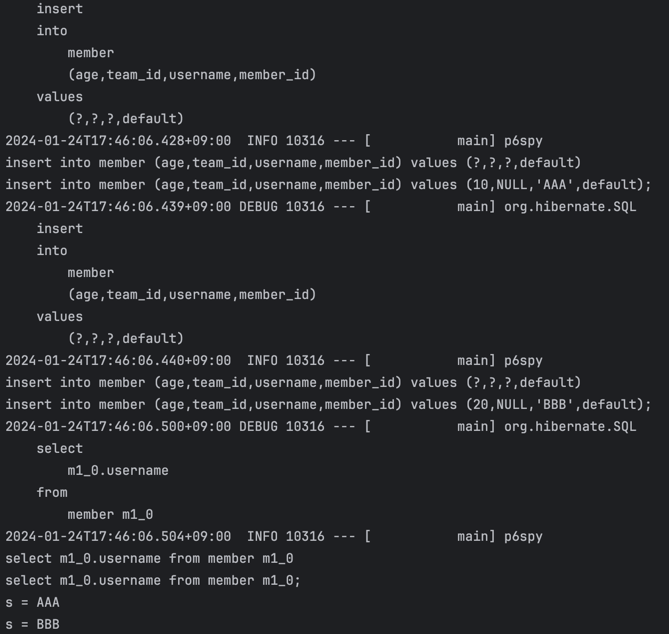 insert
into
member
(age,team_id,username,member_id)
values
(?,?,?,default)
2024-01-24T17:46:06.428+09:00  INFO 10316 --- [           main] p6spy
insert into member (age,team_id,username,member_id) values (?,?,?,default)
insert into member (age,team_id,username,member_id) values (10,NULL,'AAA',default);
2024-01-24T17:46:06.439+09:00 DEBUG 10316 --- [           main] org.hibernate.SQL
insert
into
member
(age,team_id,username,member_id)
values
(?,?,?,default)
2024-01-24T17:46:06.440+09:00  INFO 10316 --- [           main] p6spy
insert into member (age,team_id,username,member_id) values (?,?,?,default)
insert into member (age,team_id,username,member_id) values (20,NULL,'BBB',default);
2024-01-24T17:46:06.500+09:00 DEBUG 10316 --- [           main] org.hibernate.SQL
select
m1_0.username
from
member m1_0
2024-01-24T17:46:06.504+09:00  INFO 10316 --- [           main] p6spy
select m1_0.username from member m1_0
select m1_0.username from member m1_0;
s = AAA
s = BBB